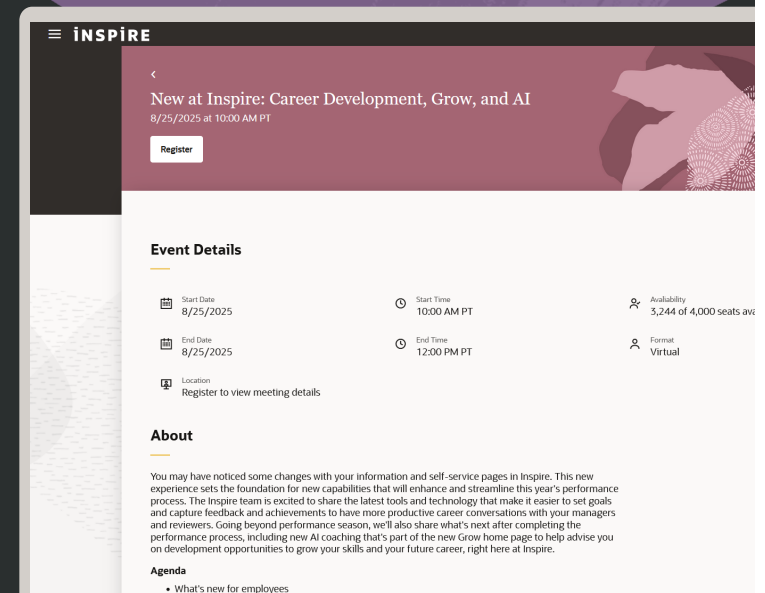 iNSPiRE
New at Inspire: Career Development, Grow, and AI
8/25/2025 at 10:00 AM PT
Register
Event Details
Start Date
8/25/2025
Start Time
10:00 AM PT
Avaliability
3,244 of 4,000 seats ava
End Date
8/25/2025
End Time
12:00 PM PT
Format
Virtual
Location
Register to view meeting details
About
You may have noticed some changes with your information and self-service pages in Inspire. This new
experience sets the foundation for new capabilities that will enhance and streamline this year's performance
process. The Inspire team is excited to share the latest tools and technology that make it easier to set goals
and capture feedback and achievements to have more productive career conversations with your managers
and reviewers. Going beyond performance season, we'll also share what's next after completing the
performance process, including new AI coaching that's part of the new Grow home page to help advise you
on development opportunities to grow your skills and your future career, right here at Inspire.
Agenda
• What's new for employees